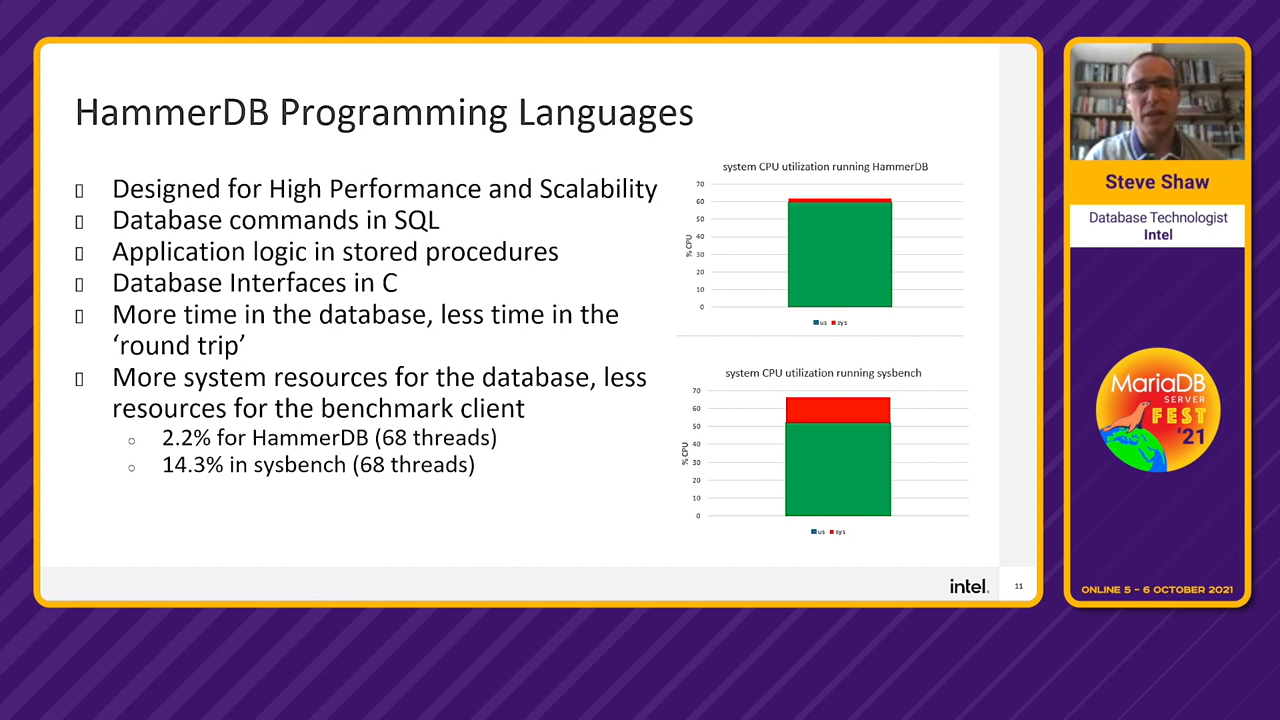 HammerDB Programming Languages
Designed for High Performance and Scalability
Database commands in SQL
Application logic in stored procedures
Database Interfaces in C
More time in the database, less time in the
‘round trip’
More system resources for the database, less
resources for the benchmark client
2.2% for HammerDB (68 threads)
14.3% in sysbench (68 threads)
system CPU utilization running HammerDB
70
60
50
40
30
20
10
0
% CPU
us sys
system CPU utilization running sysbench
70
60
50
40
30
20
10
0
% CPU
us sys
intel.
11
Steve Shaw
Database Technologist
Intel
MariaDB
SERVER
FEST
'21
ONLINE 5 - 6 OCTOBER 2021